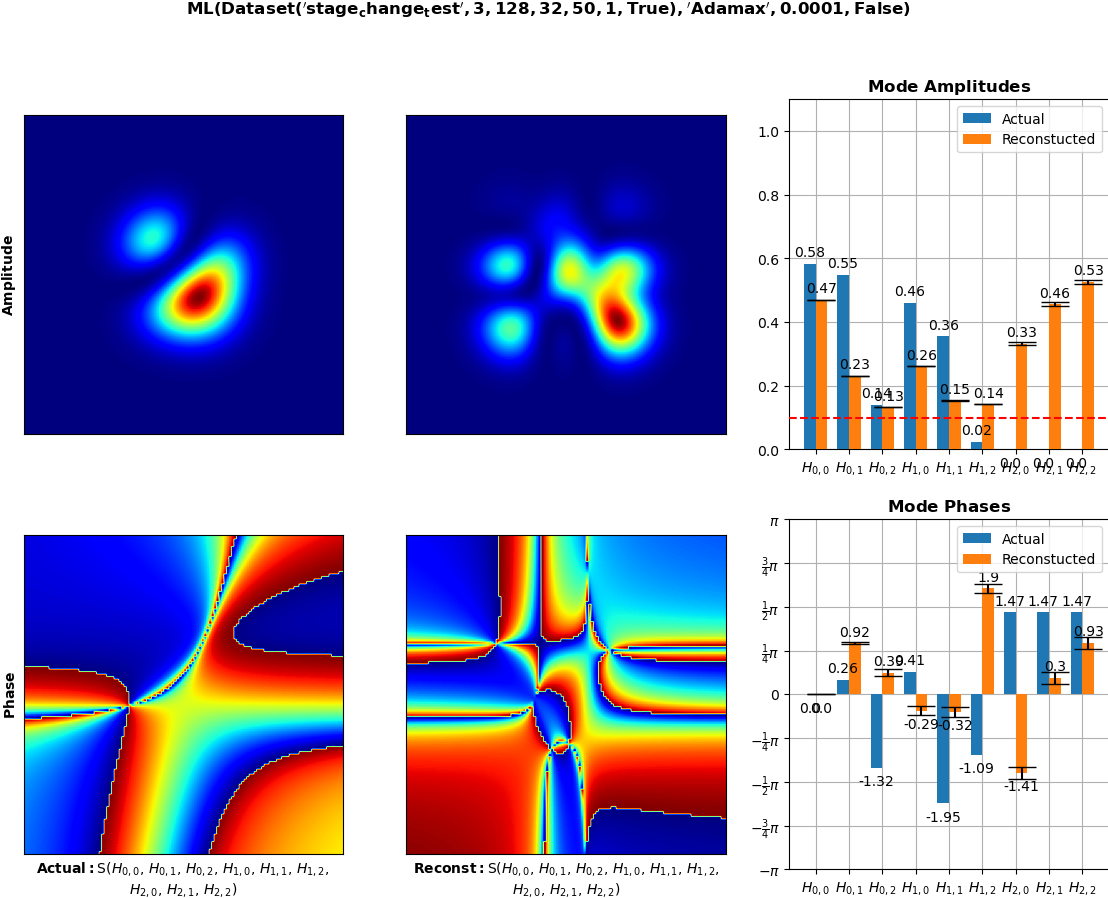 ML(Dataset('stage_change_test', 3, 128, 32, 50, 1, True), 'Adamax', 0.0001, False)
Amplitude
Mode Amplitudes
Actual
Reconstucted
1.0
0.8
0.6
0.4
0.2
0.0
0.58
0.47
0.55
0.23
0.14
0.13
0.46
0.26
0.36
0.15
0.02
0.14
0.0
0.33
0.0
0.46
0.0
0.53
H0,0 H0,1 H0,2 H1,0 H1,1 H1,2 H2,0 H2,1 H2,2
Phase
Mode Phases
Actual
Reconstucted
π
3/4π
1/2π
1/4π
0
−1/4π
−1/2π
−3/4π
−π
0.0
0.0
0.26
0.92
-1.32
0.39
0.41
-0.29
-1.95
-0.32
-1.09
1.9
1.47
-1.41
1.47
0.3
1.47
0.93
H0,0 H0,1 H0,2 H1,0 H1,1 H1,2 H2,0 H2,1 H2,2
Actual: S(H0,0, H0,1, H0,2, H1,0, H1,1, H1,2,
H2,0, H2,1, H2,2)
Reconst: S(H0,0, H0,1, H0,2, H1,0, H1,1, H1,2,
H2,0, H2,1, H2,2)